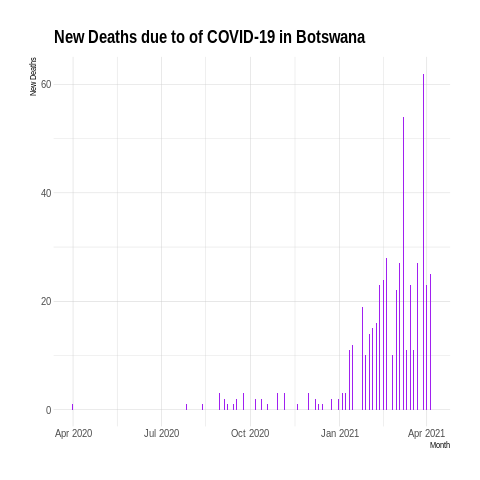 New Deaths due to of COVID-19 in Botswana
New Deaths
60
40
20
0
Apr 2020 Jul 2020 Oct 2020 Jan 2021 Apr 2021
Month